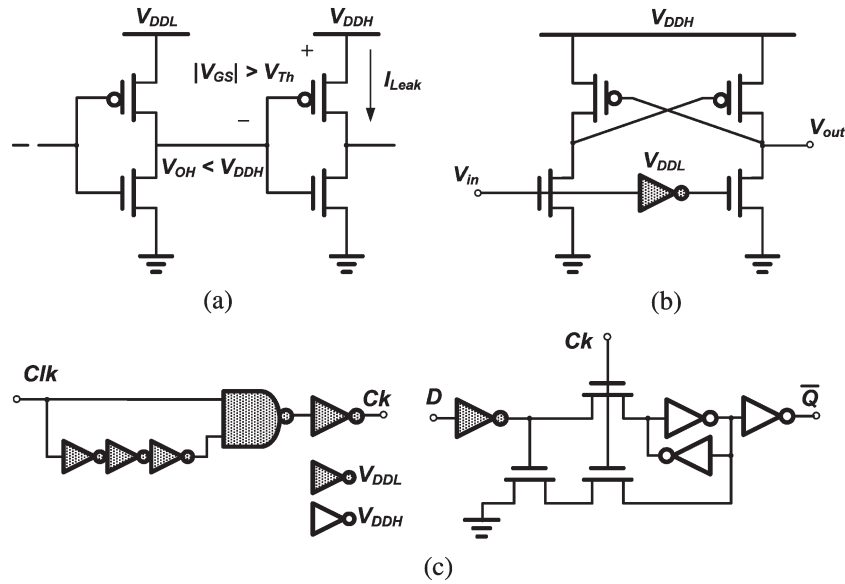 V_DDL
V_DDH
|V_GS| > V_Th
+
I_Leak
−
V_OH < V_DDH
(a)
V_DDH
V_out
V_DDL
V_in
(b)
Clk
Ck
V_DDL
V_DDH
Ck
D
Q̅
(c)